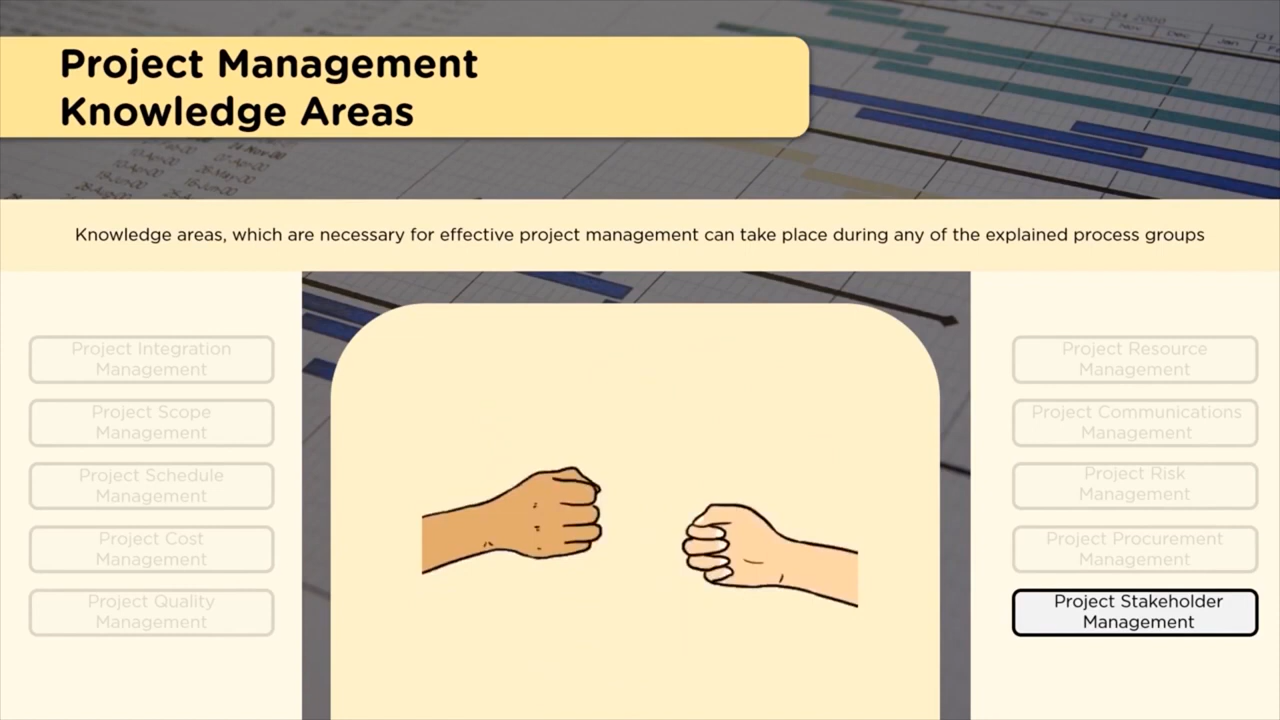 Project Management
Knowledge Areas
Knowledge areas, which are necessary for effective project management can take place during any of the explained process groups
Project Integration
Management
Project Scope
Management
Project Schedule
Management
Project Cost
Management
Project Quality
Management
Project Resource
Management
Project Communications
Management
Project Risk
Management
Project Procurement
Management
Project Stakeholder
Management